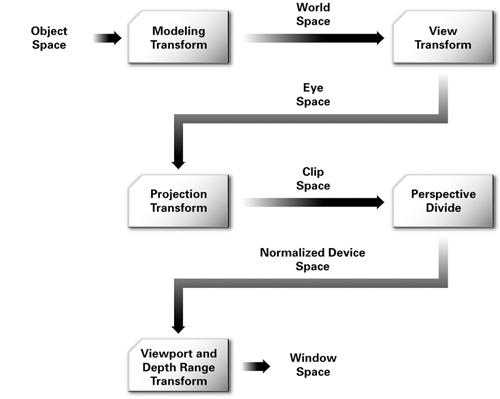 Object
Space
Modeling
Transform
World
Space
View
Transform
Eye
Space
Projection
Transform
Clip
Space
Perspective
Divide
Normalized Device
Space
Viewport and
Depth Range
Transform
Window
Space